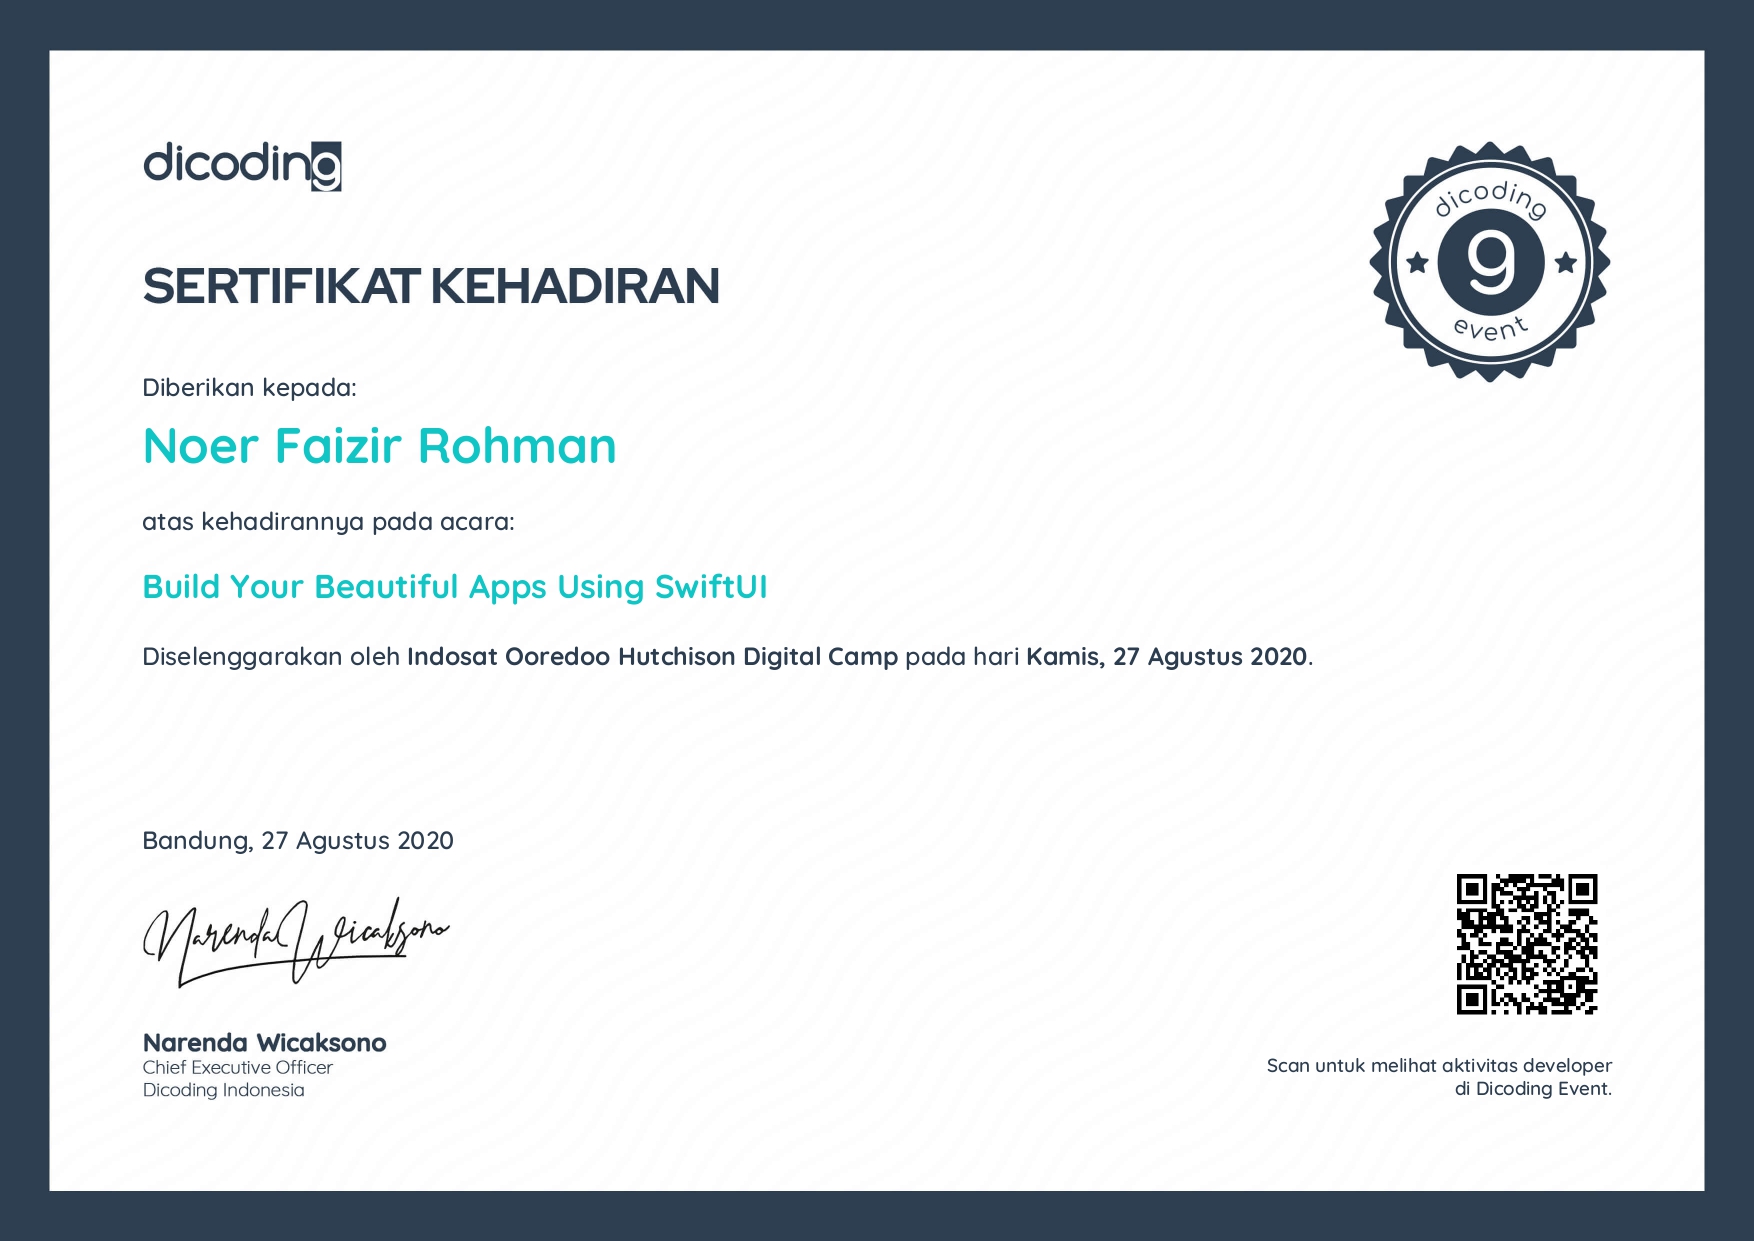 dicoding
SERTIFIKAT KEHADIRAN
dicoding
g
event
Diberikan kepada:
Noer Faizir Rohman
atas kehadirannya pada acara:
Build Your Beautiful Apps Using SwiftUI
Diselenggarakan oleh Indosat Ooredoo Hutchison Digital Camp pada hari Kamis, 27 Agustus 2020.
Bandung, 27 Agustus 2020
Narenda Wicaksono
Narenda Wicaksono
Chief Executive Officer
Dicoding Indonesia
Scan untuk melihat aktivitas developer
di Dicoding Event.